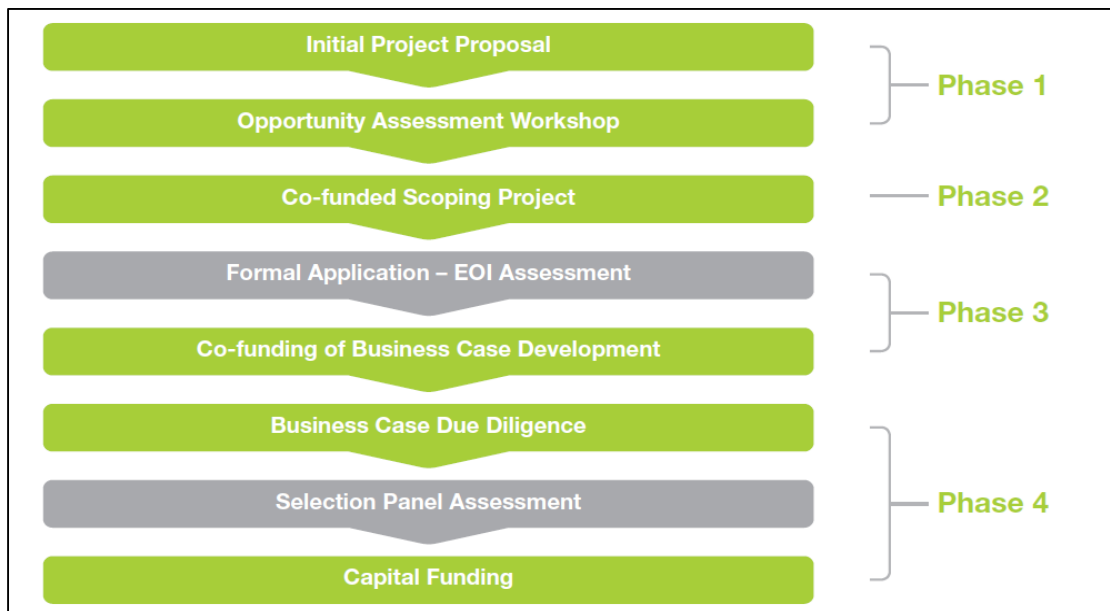 Initial Project Proposal
Phase 1
Opportunity Assessment Workshop
Co-funded Scoping Project
Phase 2
Formal Application – EOI Assessment
Phase 3
Co-funding of Business Case Development
Business Case Due Diligence
Selection Panel Assessment
Phase 4
Capital Funding